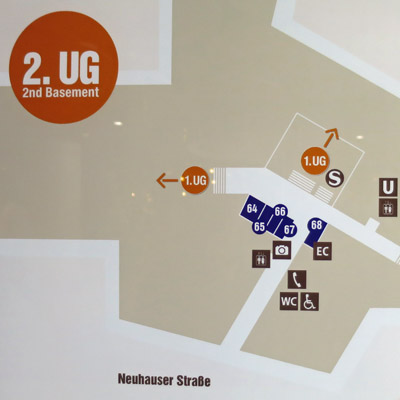 2. UG
2nd Basement
1. UG
S
1. UG
U
64
66
65
67
68
EC
WC
Neuhauser Straße